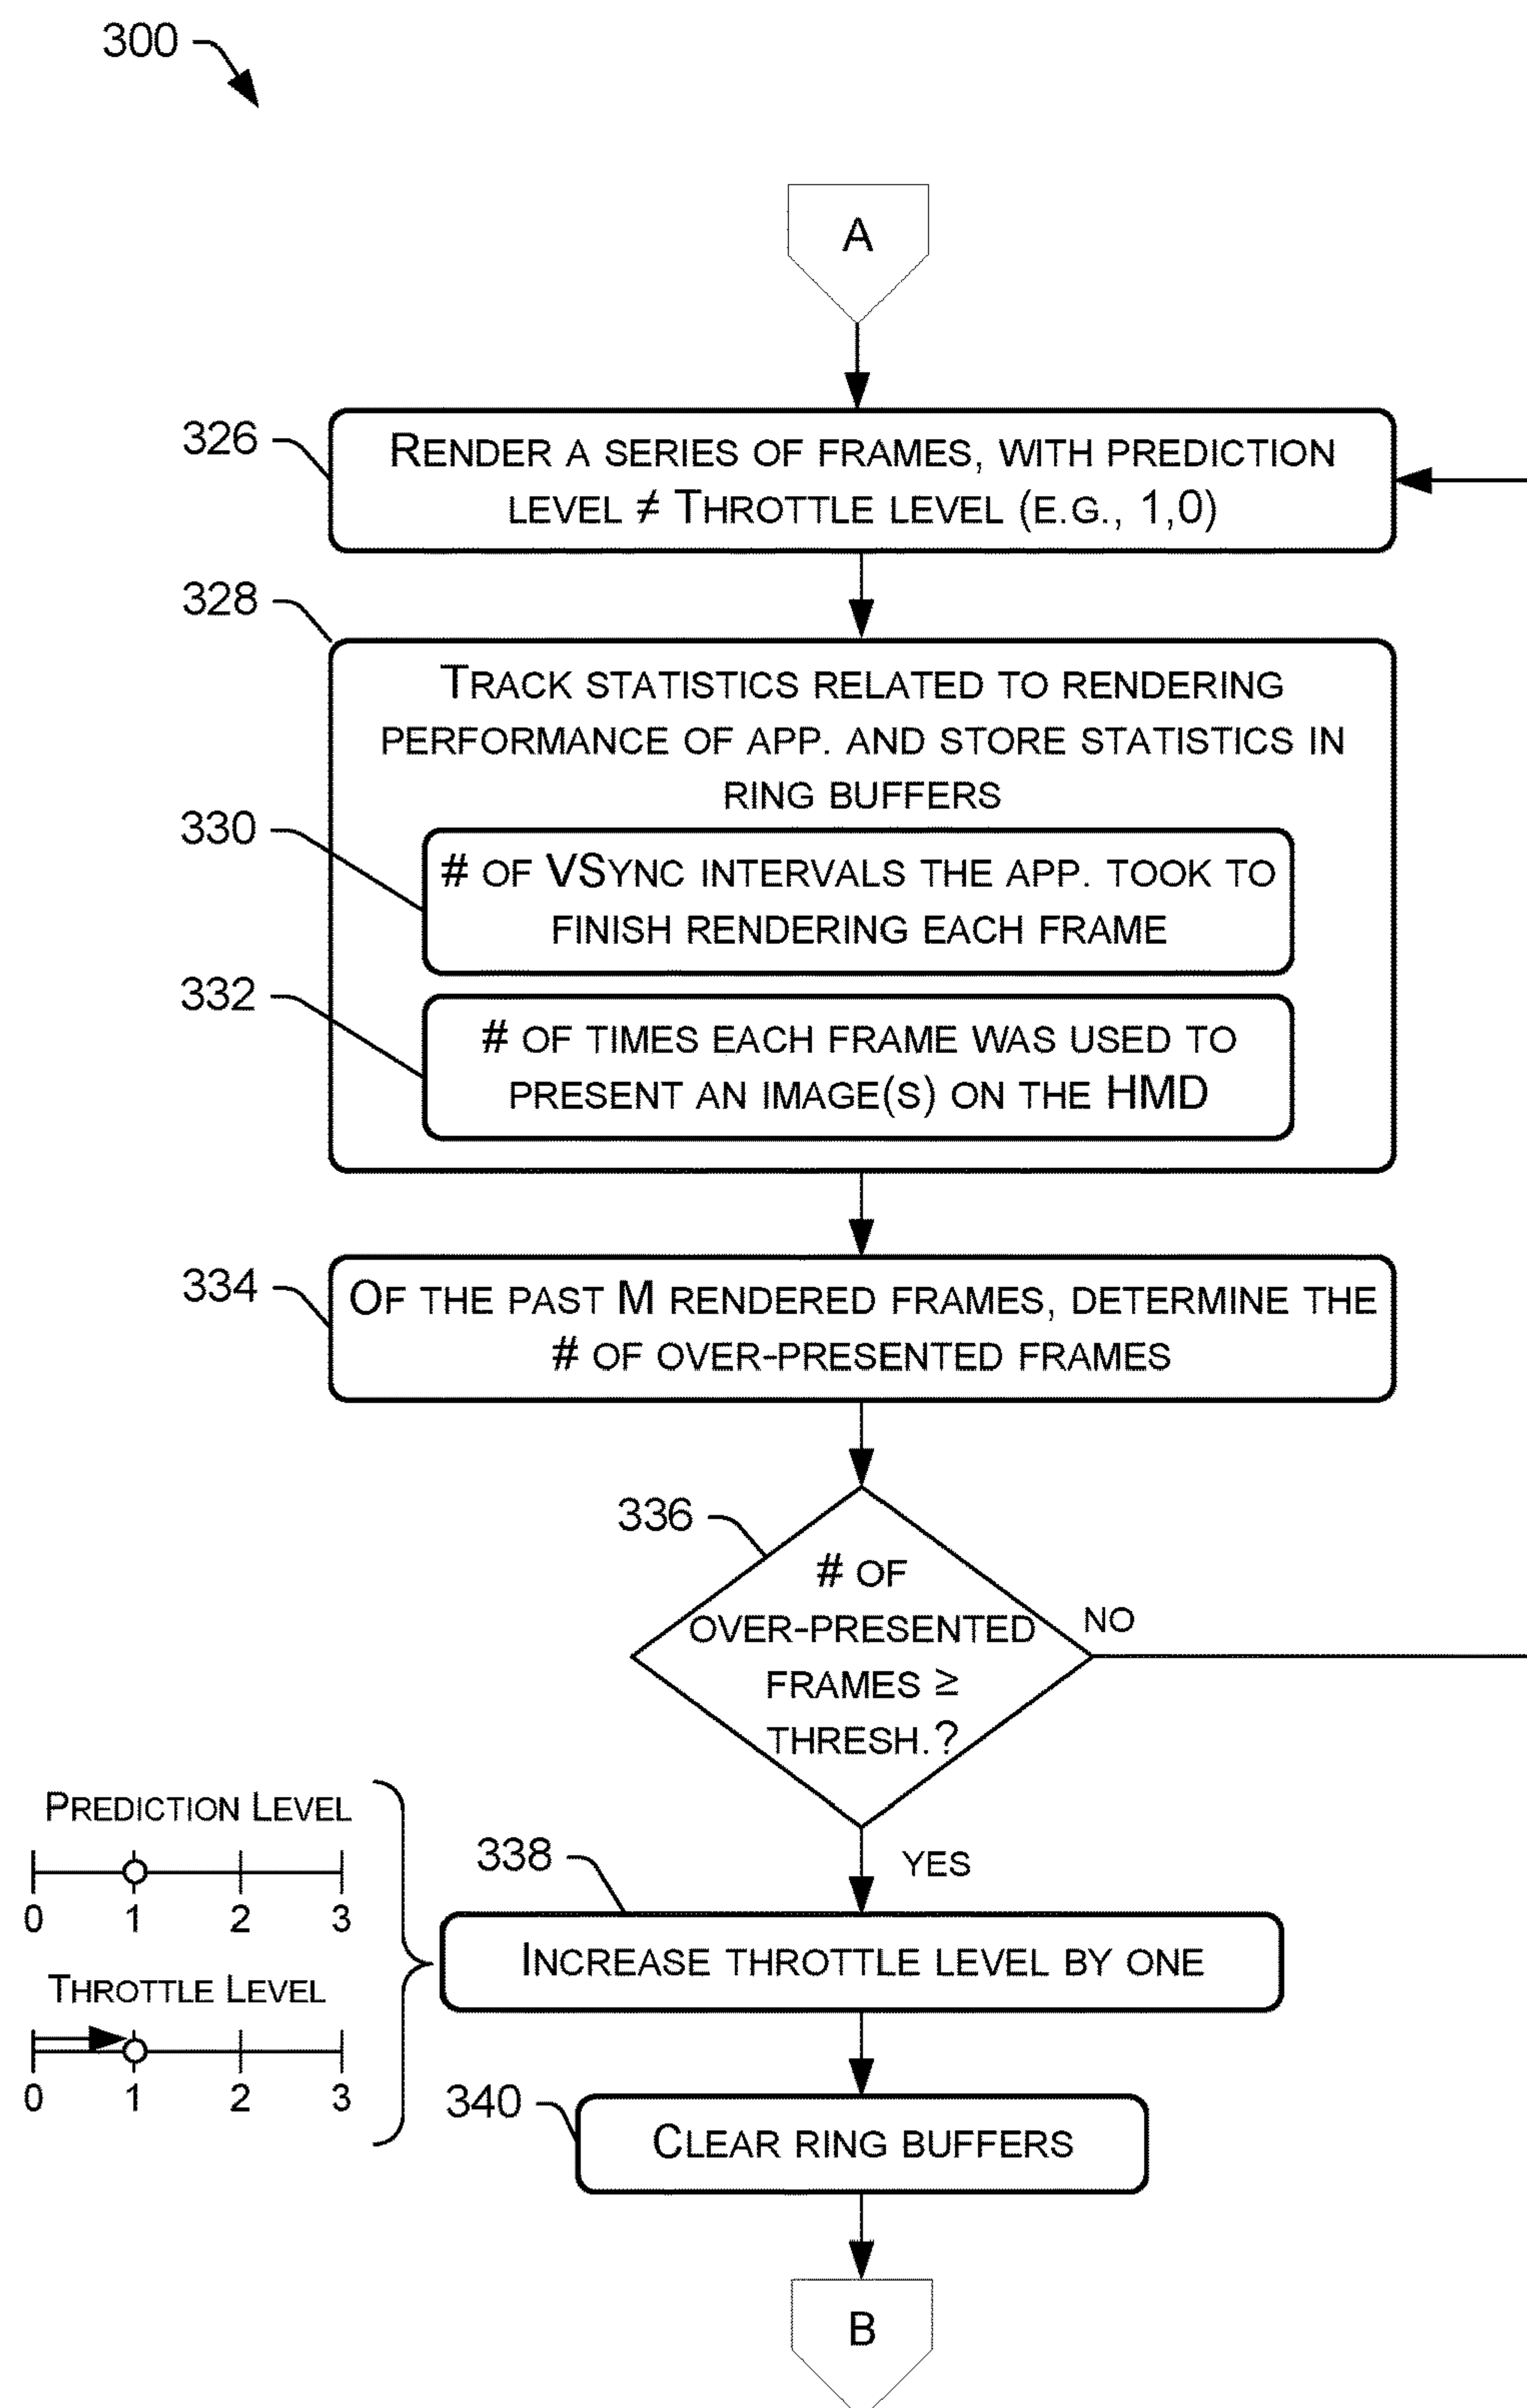 300
A
326
RENDER A SERIES OF FRAMES, WITH PREDICTION
LEVEL ≠ THROTTLE LEVEL (E.G., 1,0)
328
TRACK STATISTICS RELATED TO RENDERING
PERFORMANCE OF APP. AND STORE STATISTICS IN
RING BUFFERS
330
# OF VSYNC INTERVALS THE APP. TOOK TO
FINISH RENDERING EACH FRAME
332
# OF TIMES EACH FRAME WAS USED TO
PRESENT AN IMAGE(S) ON THE HMD
334
OF THE PAST M RENDERED FRAMES, DETERMINE THE
# OF OVER-PRESENTED FRAMES
336
# OF
OVER-PRESENTED
FRAMES ≥
THRESH.?
NO
YES
PREDICTION LEVEL
0 1 2 3
THROTTLE LEVEL
0 1 2 3
338
INCREASE THROTTLE LEVEL BY ONE
340
CLEAR RING BUFFERS
B